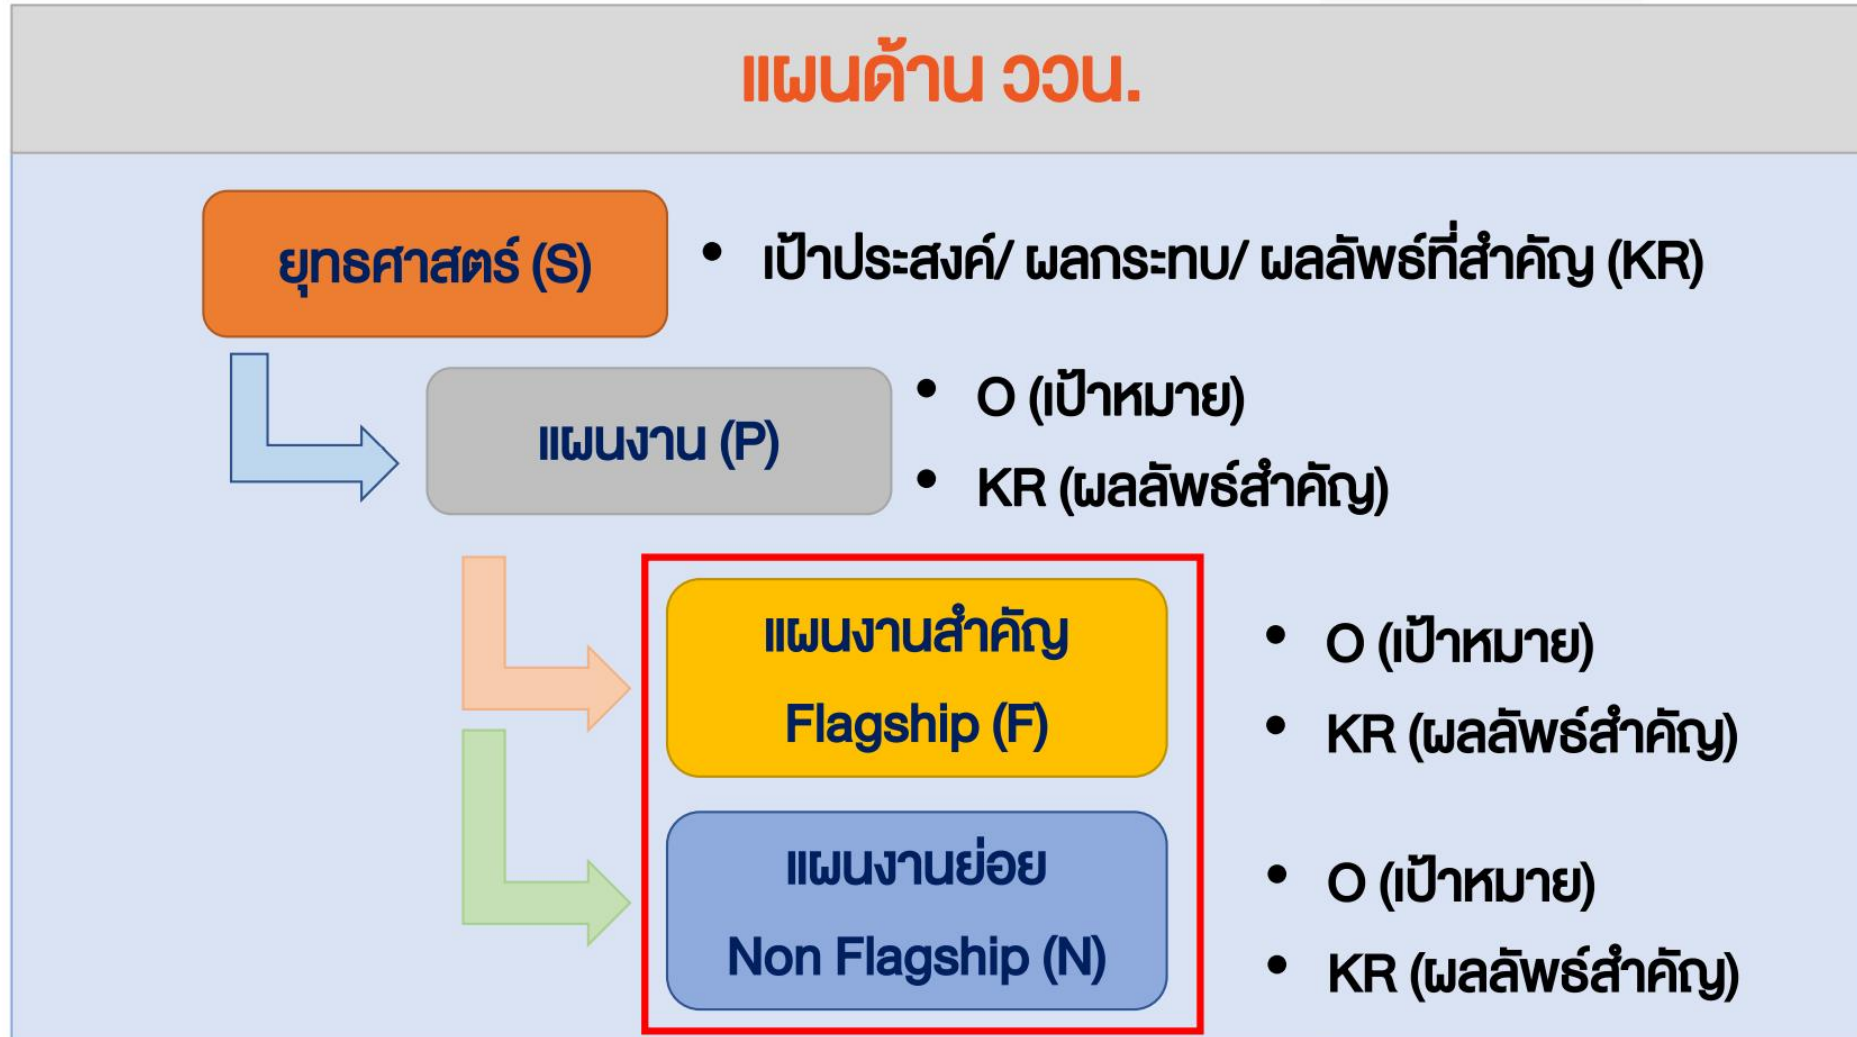 แผนด้าน ววน.
ยุทธศาสตร์ (S)
• เป้าประสงค์/ ผลกระทบ/ ผลลัพธ์ที่สำคัญ (KR)
แผนงาน (P)
• O (เป้าหมาย)
• KR (ผลลัพธ์สำคัญ)
แผนงานสำคัญ
Flagship (F)
• O (เป้าหมาย)
• KR (ผลลัพธ์สำคัญ)
แผนงานย่อย
Non Flagship (N)
• O (เป้าหมาย)
• KR (ผลลัพธ์สำคัญ)